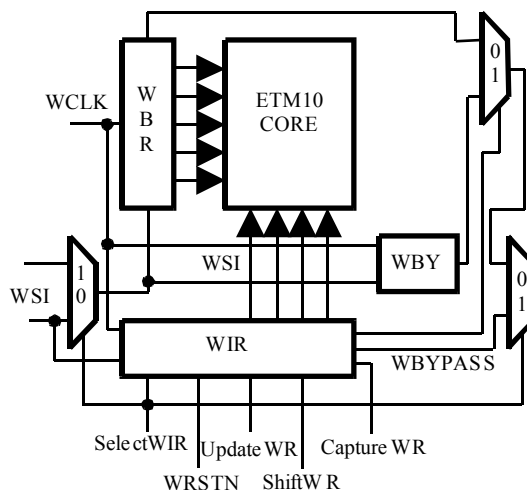 W
B
R
ETM10
CORE
0
1
WCLK
WSI
WBY
1
0
WSI
0
1
WIR
WBYPASS
SelectWIR
UpdateWR
CaptureWR
WRSTN
ShiftWR